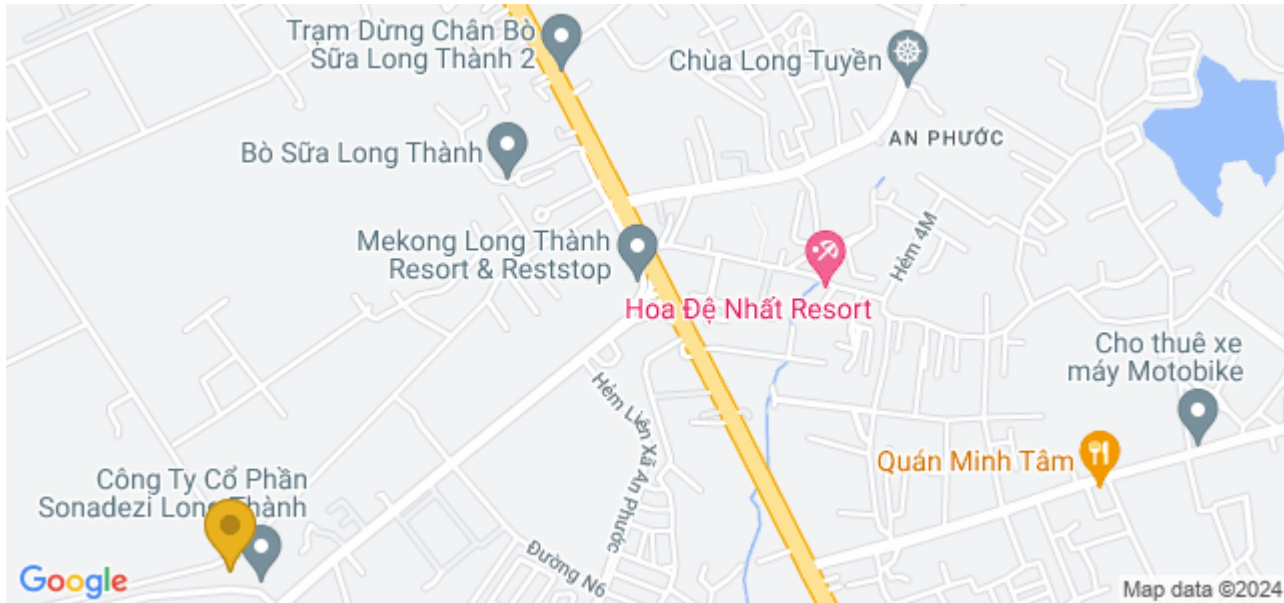 Trạm Dừng Chân Bò
Sữa Long Thành 2
Chùa Long Tuyền
AN PHƯỚC
Bò Sữa Long Thành
Hẻm 4M
Mekong Long Thành
Resort & Reststop
Hoa Đệ Nhất Resort
Cho thuê xe
máy Motobike
Hẻm Liên Xã An Phước
Quán Minh Tâm
Công Ty Cổ Phần
Sonadezi Long Thành
Đường N6
Google
Map data ©2024